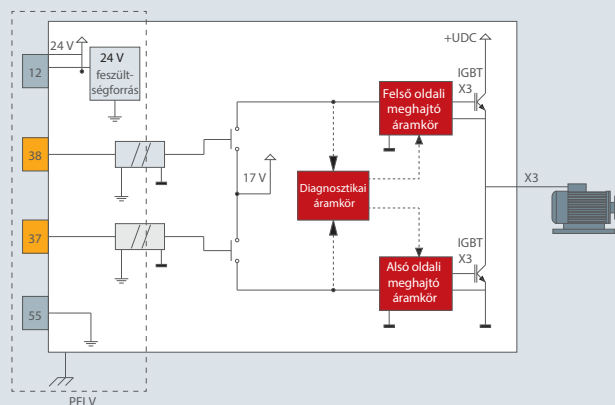 24 V
12
24 V
feszült-
ségforrás
38
37
55
PELV
17 V
Diagnosztikai
áramkör
Felső oldali
meghajtó
áramkör
Alsó oldali
meghajtó
áramkör
+UDC
IGBT
X3
X3
IGBT
X3